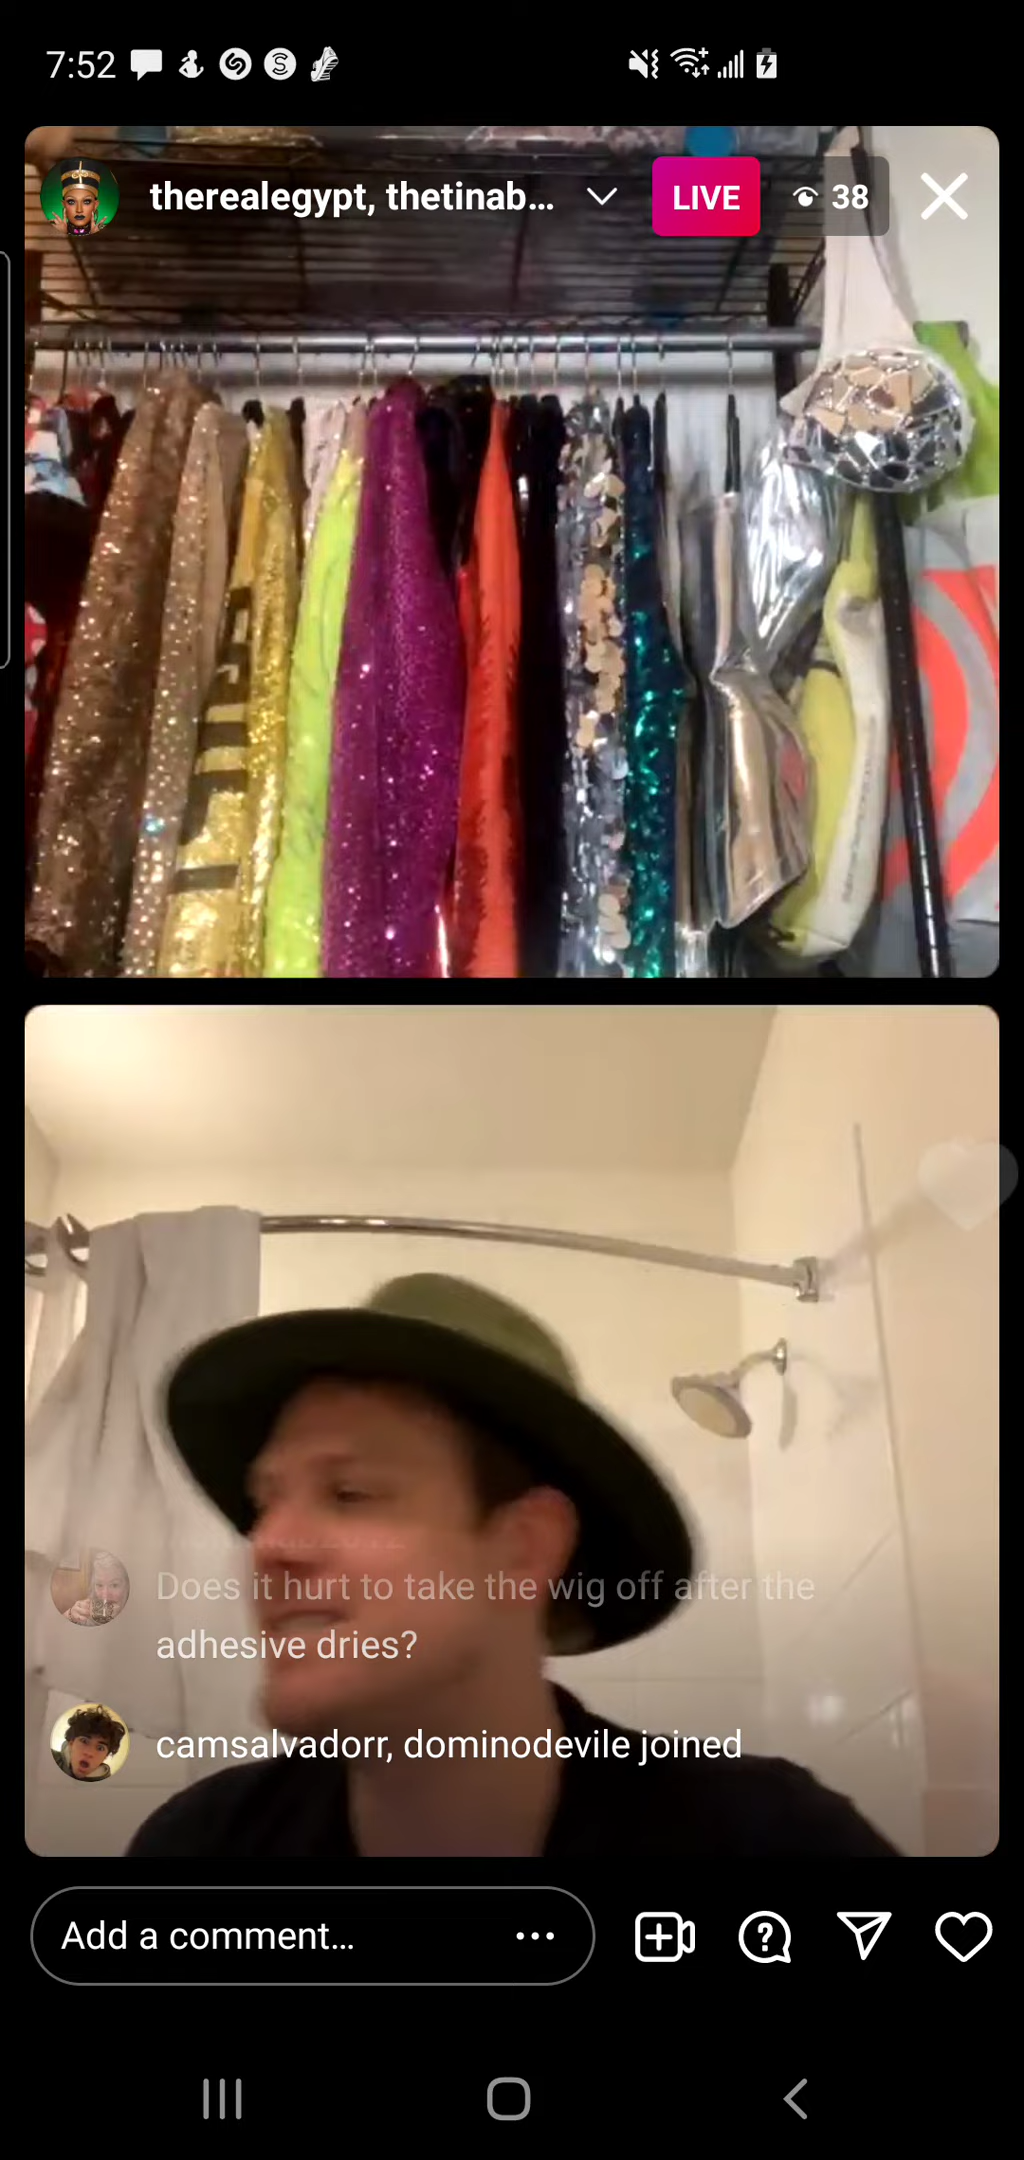 7:52
therealegypt, thetinab...
LIVE
38
Does it hurt to take the wig off after the
adhesive dries?
camsalvadorr, dominodevile joined
Add a comment...